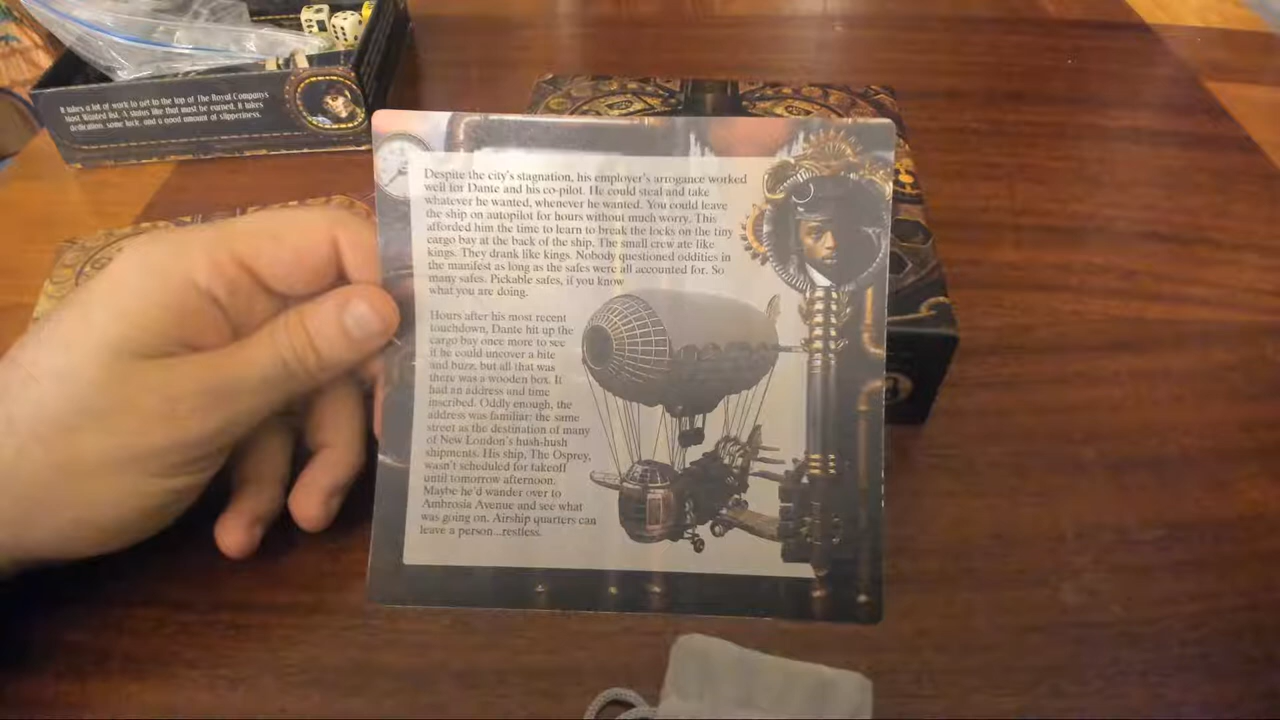 It takes a lot of work to get to the top of The Royal Companys
Most Wanted list. A status like that must be earned. It takes
dedication, some luck, and a good amount of slipperiness.
Despite the city's stagnation, his employer's arrogance worked
well for Dante and his co-pilot. He could steal and take
whatever he wanted, whenever he wanted. You could leave
the ship on autopilot for hours without much worry. This
afforded him the time to learn to break the locks on the tiny
cargo bay at the back of the ship. The small crew ate like
kings. They drank like kings. Nobody questioned oddities in
the manifest as long as the safes were all accounted for. So
many safes. Pickable safes, if you know
what you are doing.
Hours after his most recent
touchdown, Dante hit up the
cargo bay once more to see
if he could uncover a bite
and buzz, but all that was
there was a wooden box. It
had an address and time
inscribed. Oddly enough, the
address was familiar: the same
street as the destination of many
of New London's hush-hush
shipments. His ship, The Osprey,
wasn't scheduled for takeoff
until tomorrow afternoon.
Maybe he'd wander over to
Ambrosia Avenue and see what
was going on. Airship quarters can
leave a person...restless.